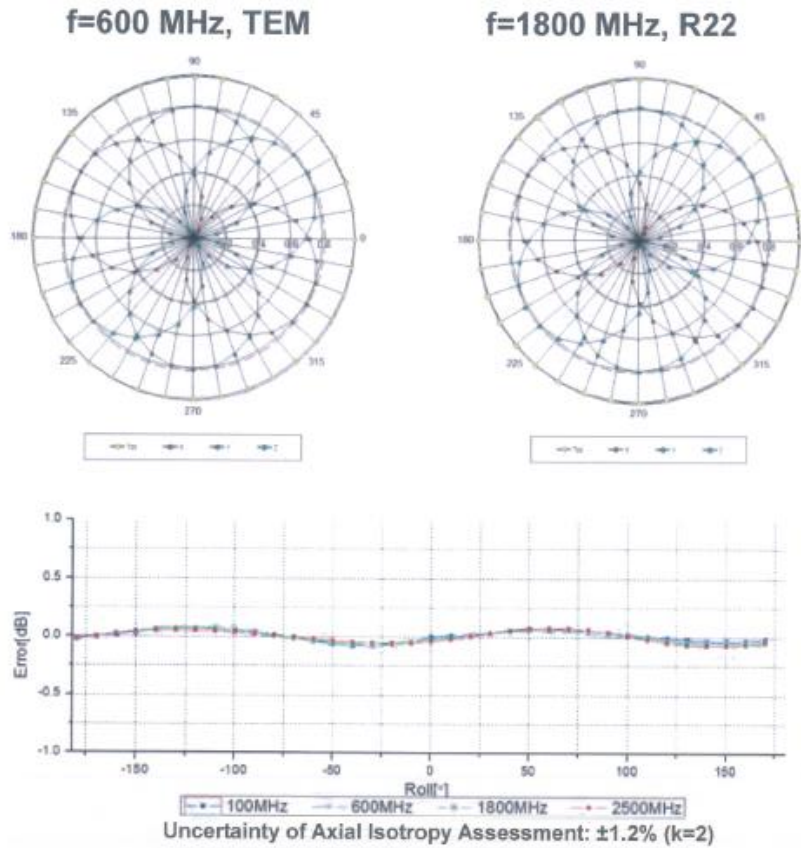 f=600 MHz, TEM
f=1800 MHz, R22
90
135
45
180
0
225
315
270
90
135
45
180
225
315
270
Tot X Y Z
Tot X Y Z
1.0
0.5
0.0
-0.5
-1.0
Error[dB]
-150 -100 -50 0 50 100 150
Roll[°]
100MHz 600MHz 1800MHz 2500MHz
Uncertainty of Axial Isotropy Assessment: ±1.2% (k=2)